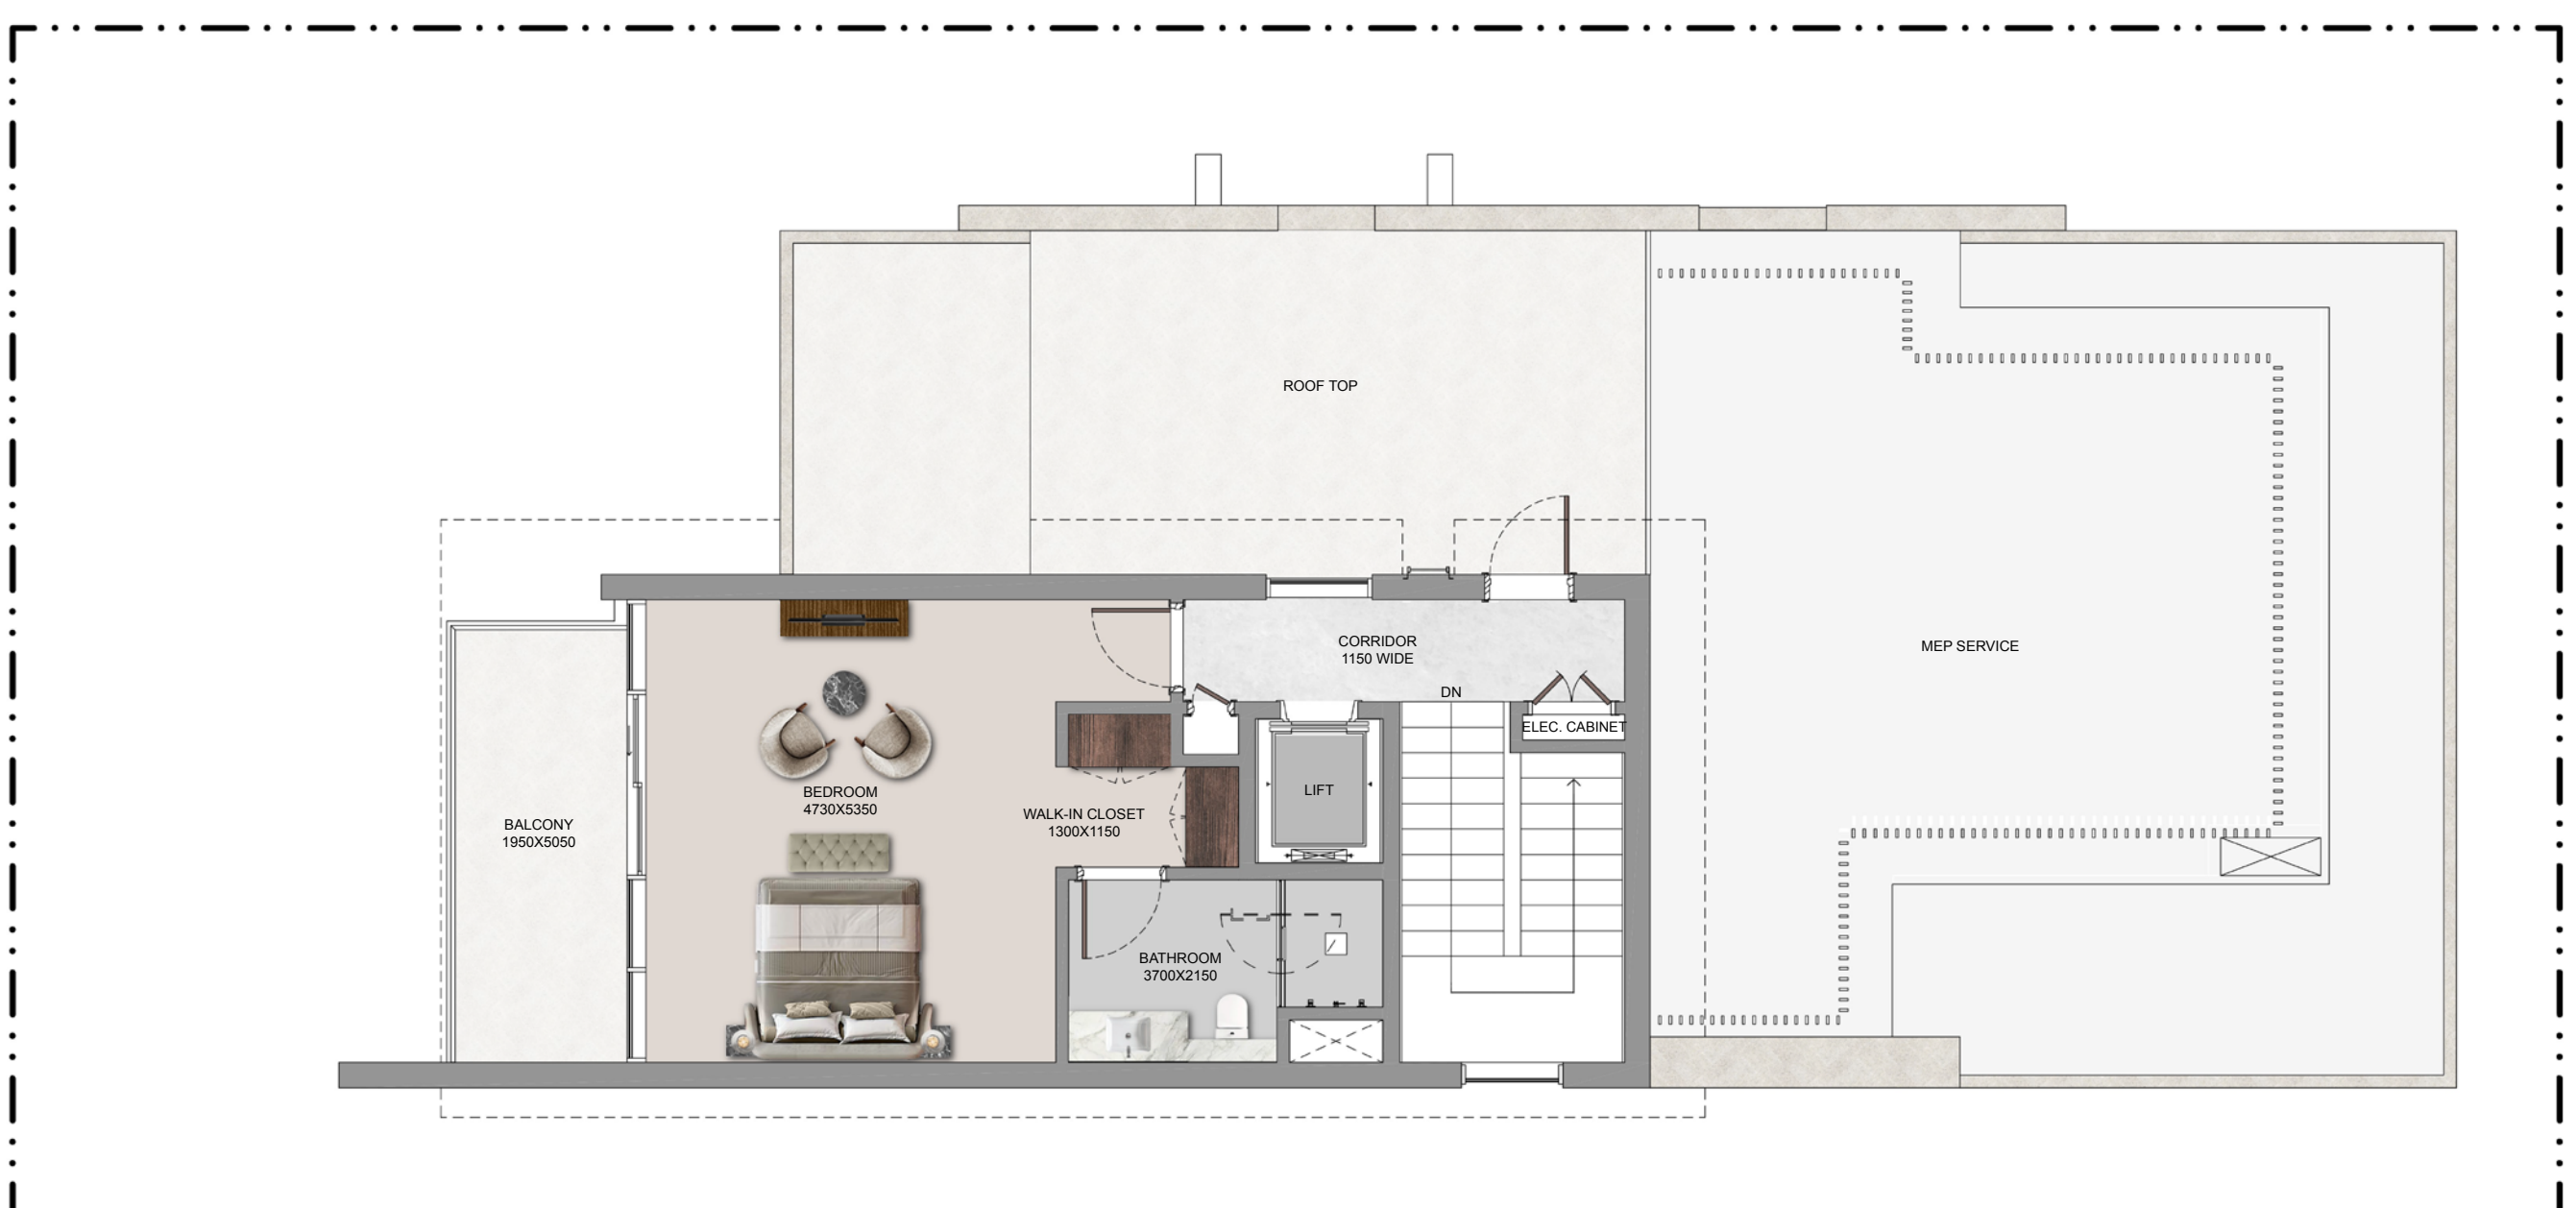 ROOF TOP
CORRIDOR
1150 WIDE
MEP SERVICE
DN
ELEC. CABINET
BEDROOM
4730X5350
LIFT
WALK-IN CLOSET
1300X1150
BALCONY
1950X5050
BATHROOM
3700X2150